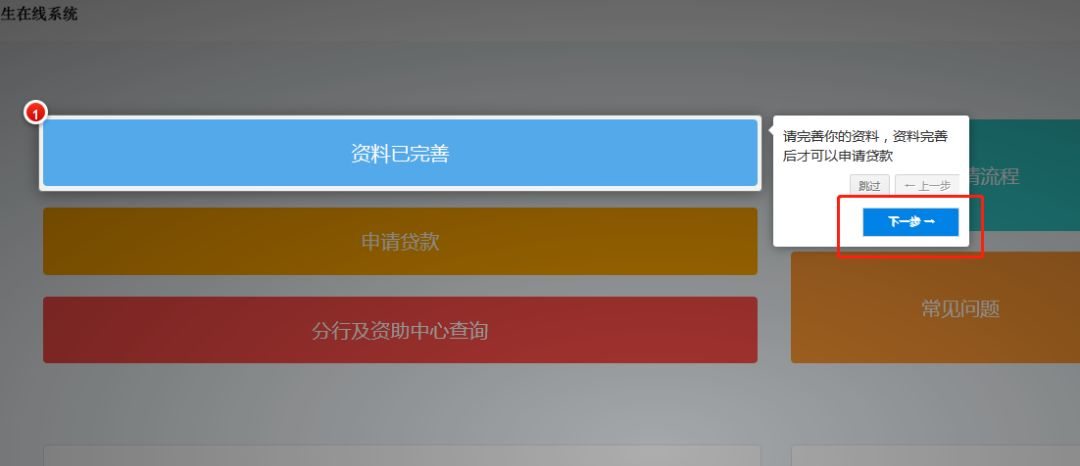 生在线系统
1
资料已完善
请完善你的资料，资料完善
后才可以申请贷款
跳过
← 上一步
下一步 →
请流程
申请贷款
常见问题
分行及资助中心查询